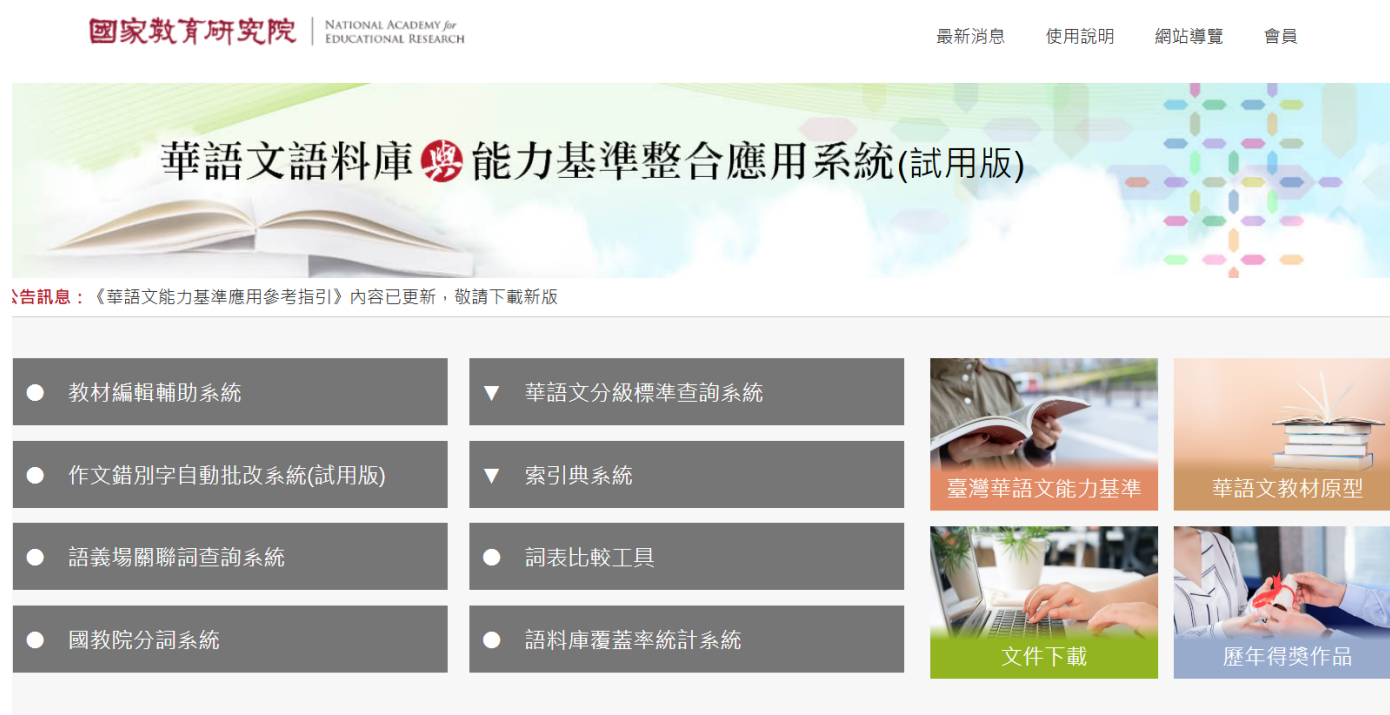 國家教育研究院
NATIONAL ACADEMY for
EDUCATIONAL RESEARCH
最新消息 使用說明 網站導覽 會員
華語文語料庫與能力基準整合應用系統(試用版)
公告訊息：《華語文能力基準應用參考指引》內容已更新，敬請下載新版
教材編輯輔助系統
▼ 華語文分級標準查詢系統
作文錯別字自動批改系統(試用版)
▼ 索引典系統
語義場關聯詞查詢系統
詞表比較工具
國教院分詞系統
語料庫覆蓋率統計系統
臺灣華語文能力基準
華語文教材原型
文件下載
歷年得獎作品